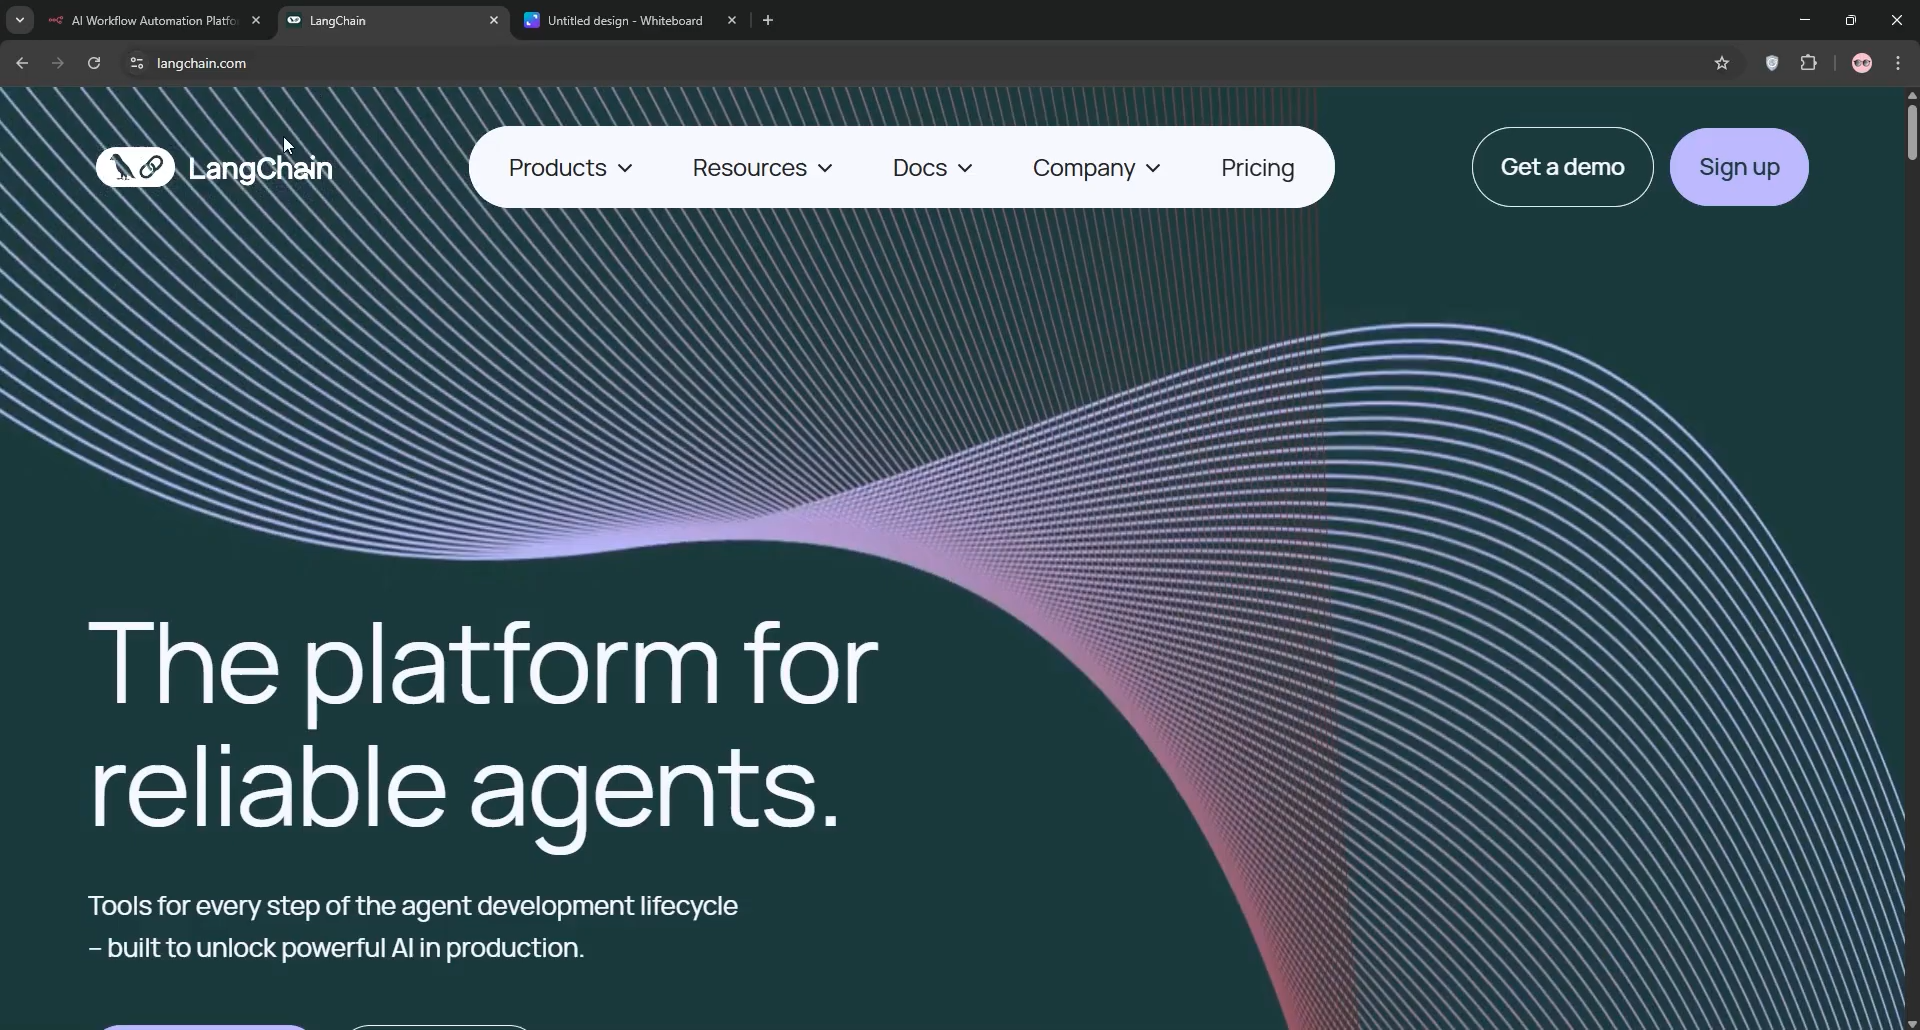 AI Workflow Automation Platfo
LangChain
Untitled design - Whiteboard
langchain.com
LangChain
Products
Resources
Docs
Company
Pricing
Get a demo
Sign up
The platform for
reliable agents.
Tools for every step of the agent development lifecycle
– built to unlock powerful AI in production.